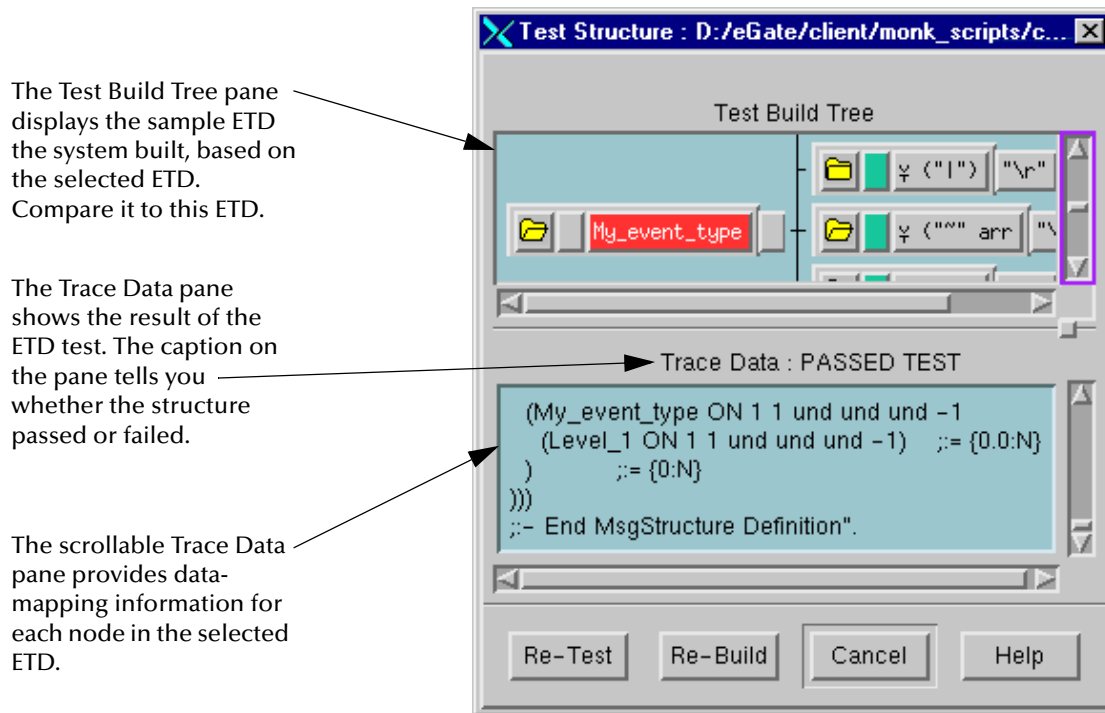 Test Structure : D:/eGate/client/monk_scripts/c...
The Test Build Tree pane
displays the sample ETD
the system built, based on
the selected ETD.
Compare it to this ETD.
Test Build Tree
("|")
"\r"
My_event_type
("~" arr
"\
The Trace Data pane
shows the result of the
ETD test. The caption on
the pane tells you
whether the structure
passed or failed.
Trace Data : PASSED TEST
(My_event_type ON 1 1 und und und -1
(Level_1 ON 1 1 und und und -1) ;:= {0.0:N}
) ;:= {0:N}
)))
;:- End MsgStructure Definition".
The scrollable Trace Data
pane provides data-
mapping information for
each node in the selected
ETD.
Re-Test
Re-Build
Cancel
Help